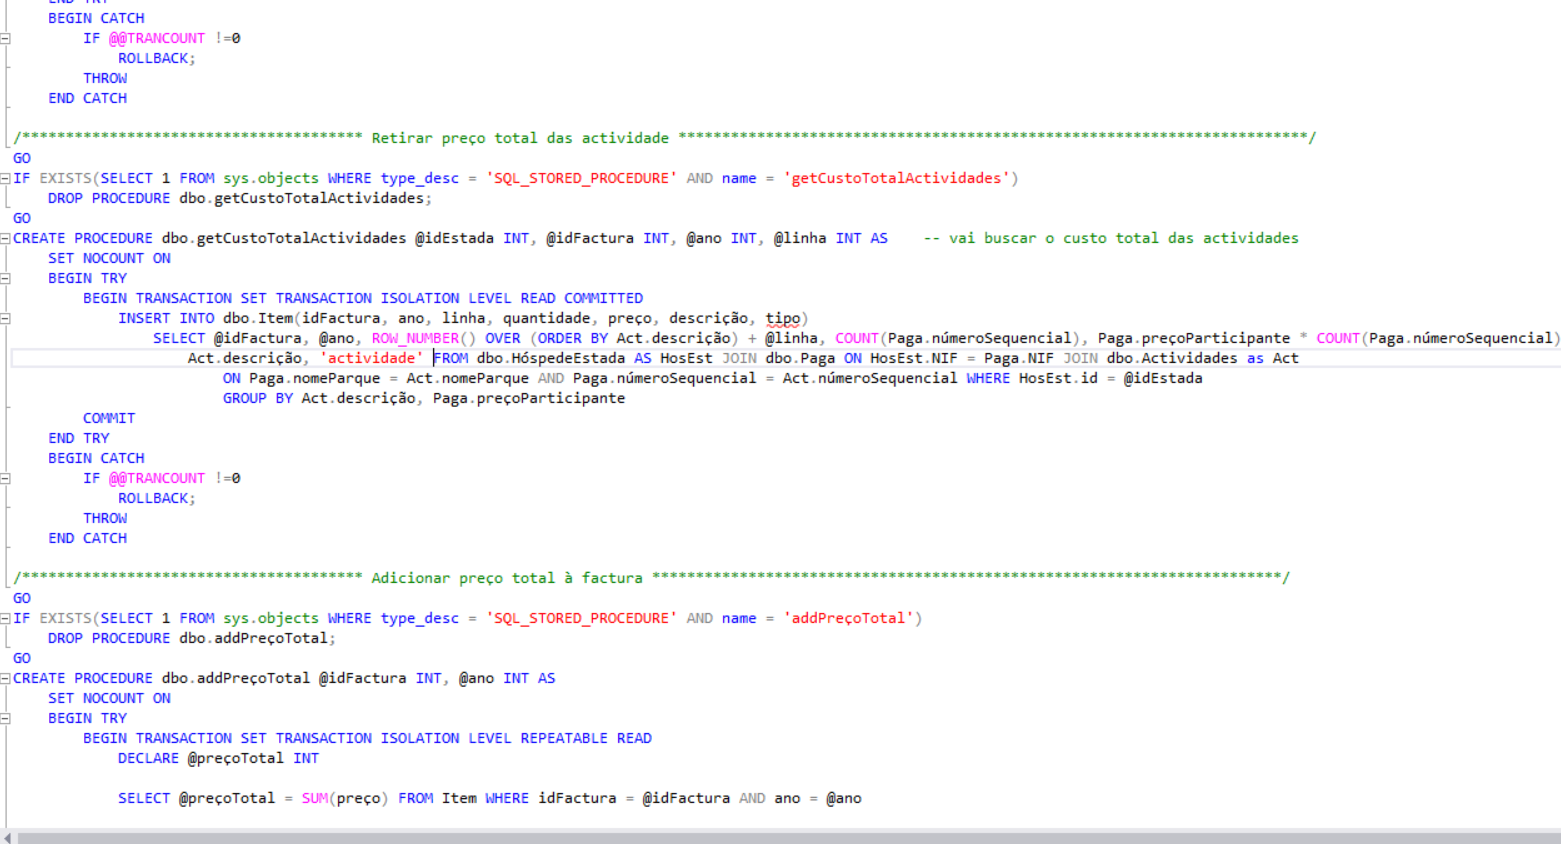 END TRY
BEGIN CATCH
IF @@TRANCOUNT !=0
ROLLBACK;
THROW
END CATCH
/*************************************** Retirar preço total das actividade ************************************************************************/
GO
IF EXISTS(SELECT 1 FROM sys.objects WHERE type_desc = 'SQL_STORED_PROCEDURE' AND name = 'getCustoTotalActividades')
DROP PROCEDURE dbo.getCustoTotalActividades;
GO
CREATE PROCEDURE dbo.getCustoTotalActividades @idEstada INT, @idFactura INT, @ano INT, @linha INT AS -- vai buscar o custo total das actividades
SET NOCOUNT ON
BEGIN TRY
BEGIN TRANSACTION SET TRANSACTION ISOLATION LEVEL READ COMMITTED
INSERT INTO dbo.Item(idFactura, ano, linha, quantidade, preço, descrição, tipo)
SELECT @idFactura, @ano, ROW_NUMBER() OVER (ORDER BY Act.descrição) + @linha, COUNT(Paga.númeroSequencial), Paga.preçoParticipante * COUNT(Paga.númeroSequencial)
Act.descrição, 'actividade' FROM dbo.HóspedeEstada AS HosEst JOIN dbo.Paga ON HosEst.NIF = Paga.NIF JOIN dbo.Actividades as Act
ON Paga.nomeParque = Act.nomeParque AND Paga.númeroSequencial = Act.númeroSequencial WHERE HosEst.id = @idEstada
GROUP BY Act.descrição, Paga.preçoParticipante
COMMIT
END TRY
BEGIN CATCH
IF @@TRANCOUNT !=0
ROLLBACK;
THROW
END CATCH
/*************************************** Adicionar preço total à factura ************************************************************************/
GO
IF EXISTS(SELECT 1 FROM sys.objects WHERE type_desc = 'SQL_STORED_PROCEDURE' AND name = 'addPreçoTotal')
DROP PROCEDURE dbo.addPreçoTotal;
GO
CREATE PROCEDURE dbo.addPreçoTotal @idFactura INT, @ano INT AS
SET NOCOUNT ON
BEGIN TRY
BEGIN TRANSACTION SET TRANSACTION ISOLATION LEVEL REPEATABLE READ
DECLARE @preçoTotal INT
SELECT @preçoTotal = SUM(preço) FROM Item WHERE idFactura = @idFactura AND ano = @ano